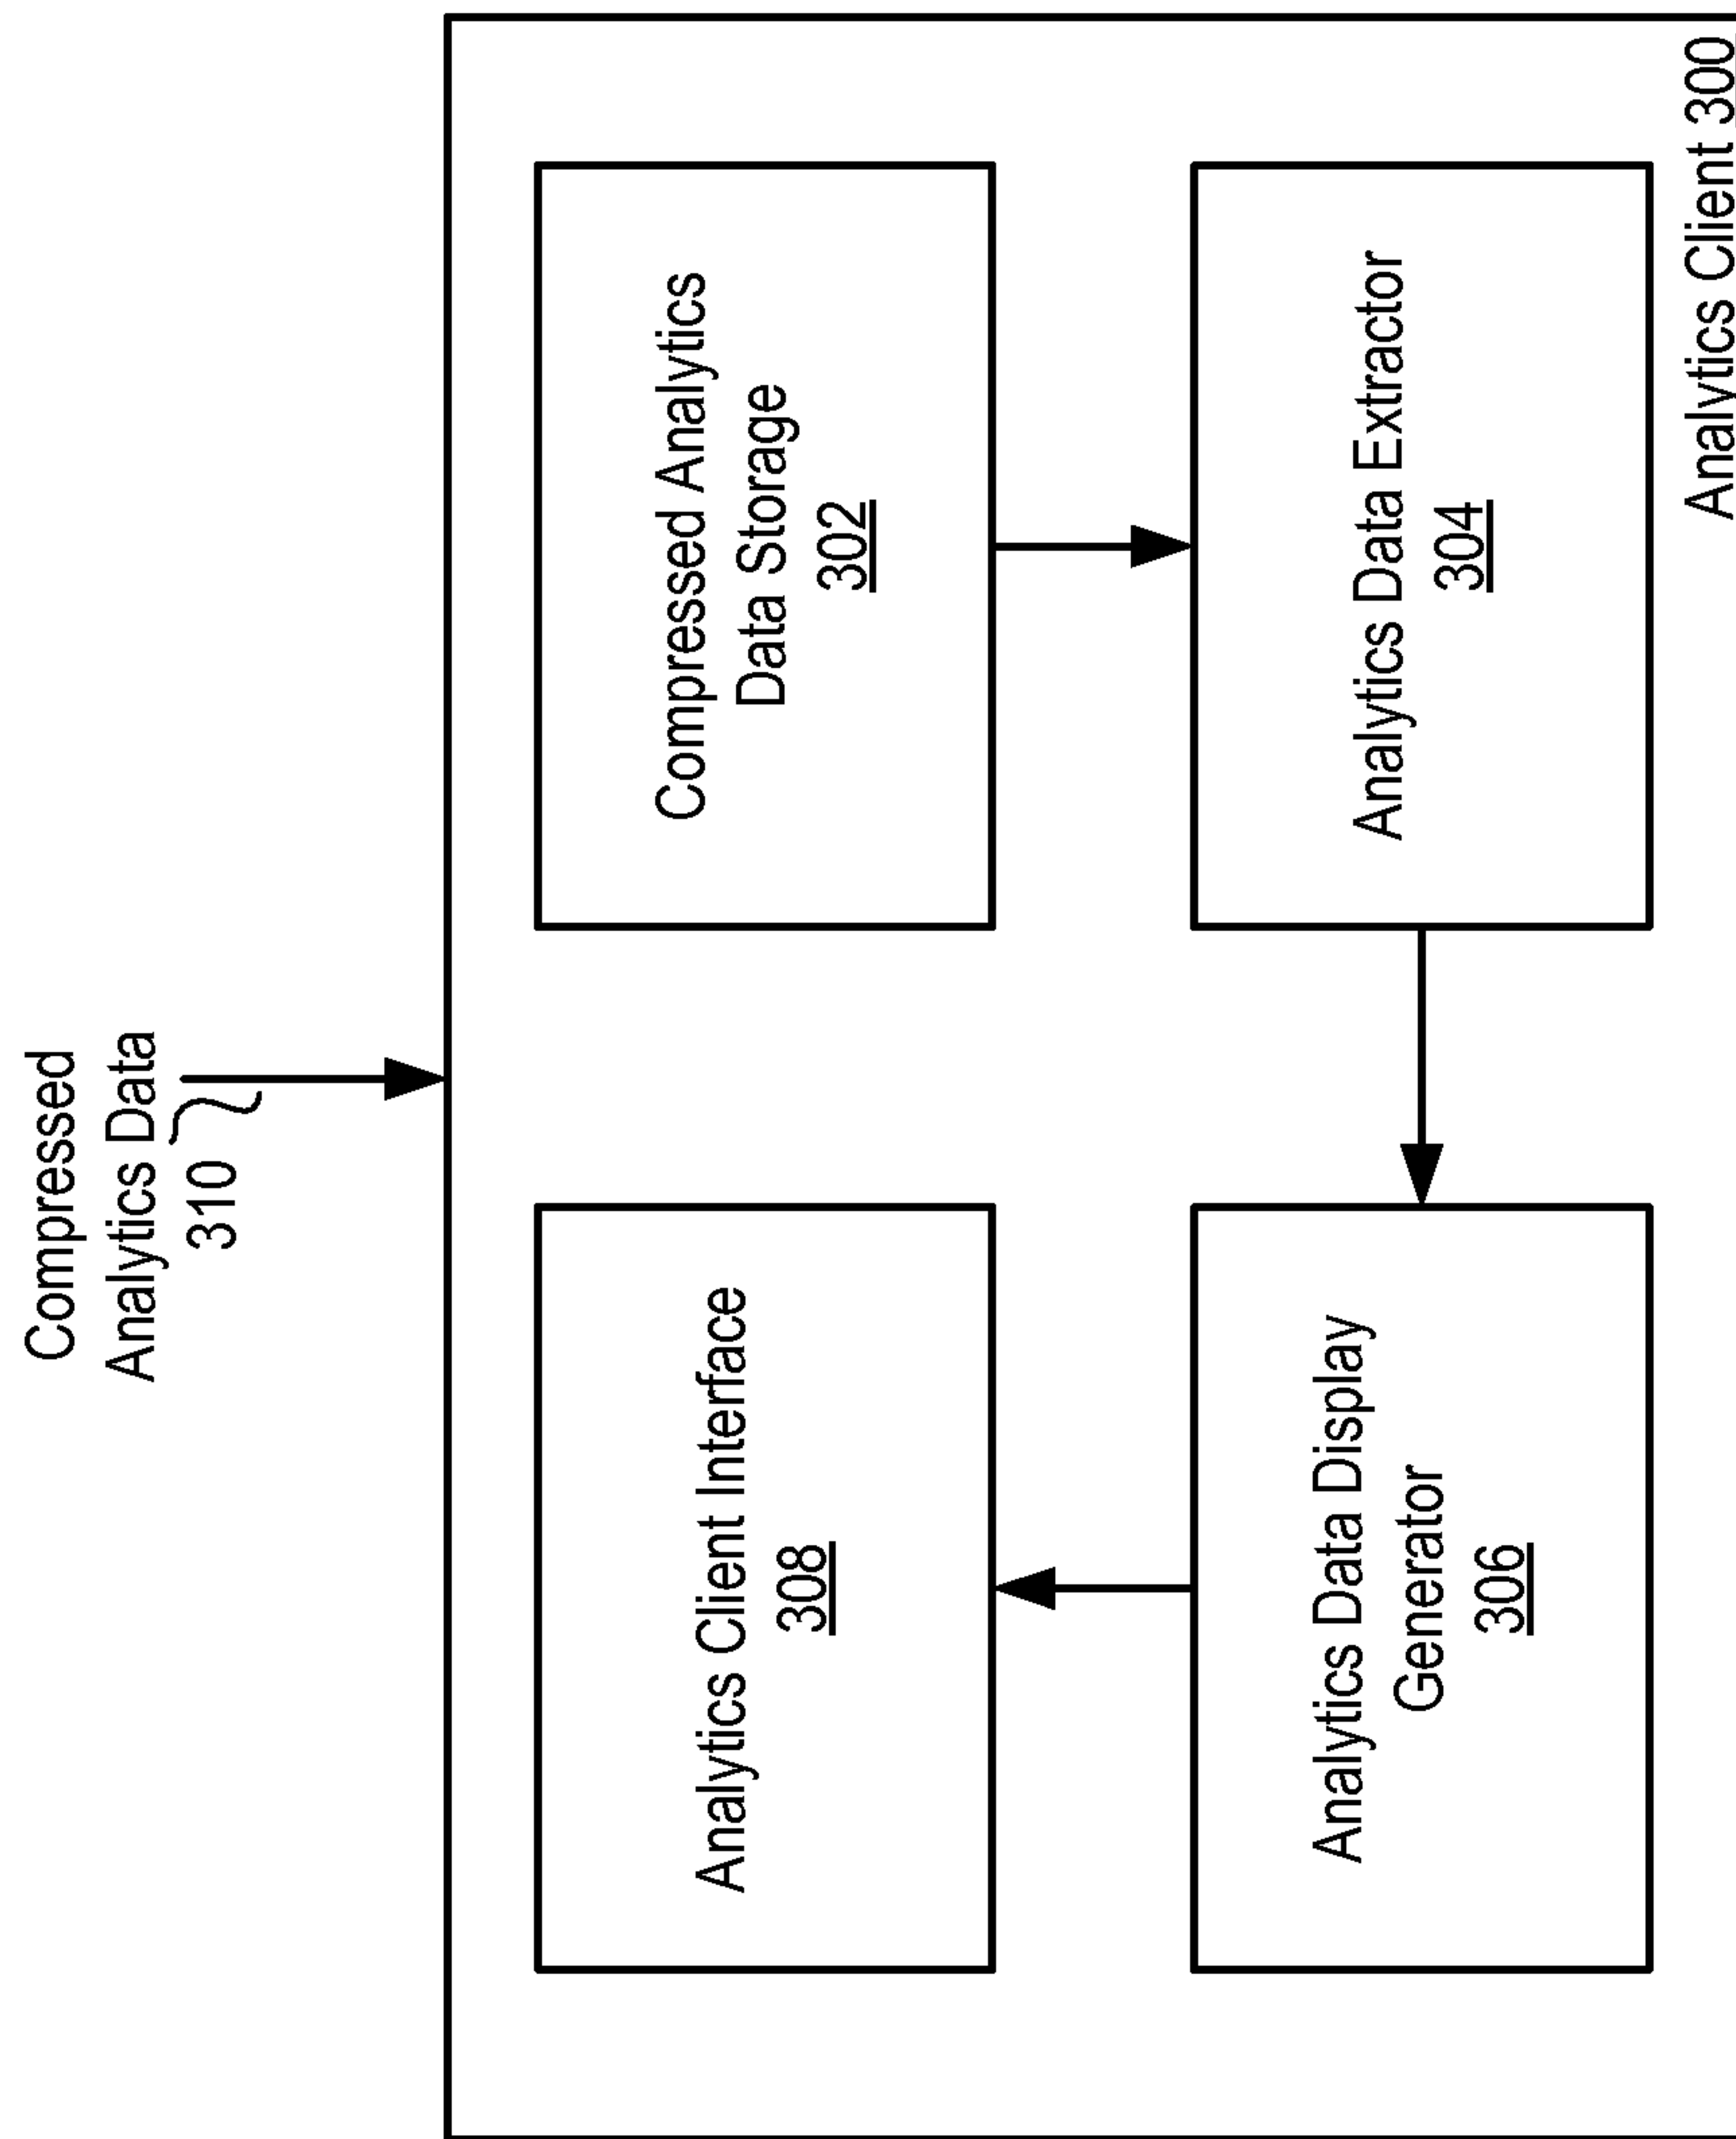 Compressed
Analytics Data
310
Analytics Client Interface
308
Compressed Analytics
Data Storage
302
Analytics Data Display
Generator
306
Analytics Data Extractor
304
Analytics Client 300